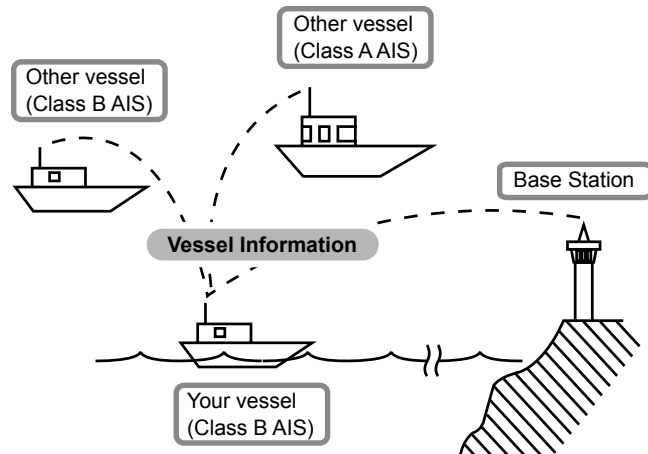 Other vessel
(Class A AIS)
Other vessel
(Class B AIS)
Base Station
Vessel Information
Your vessel
(Class B AIS)